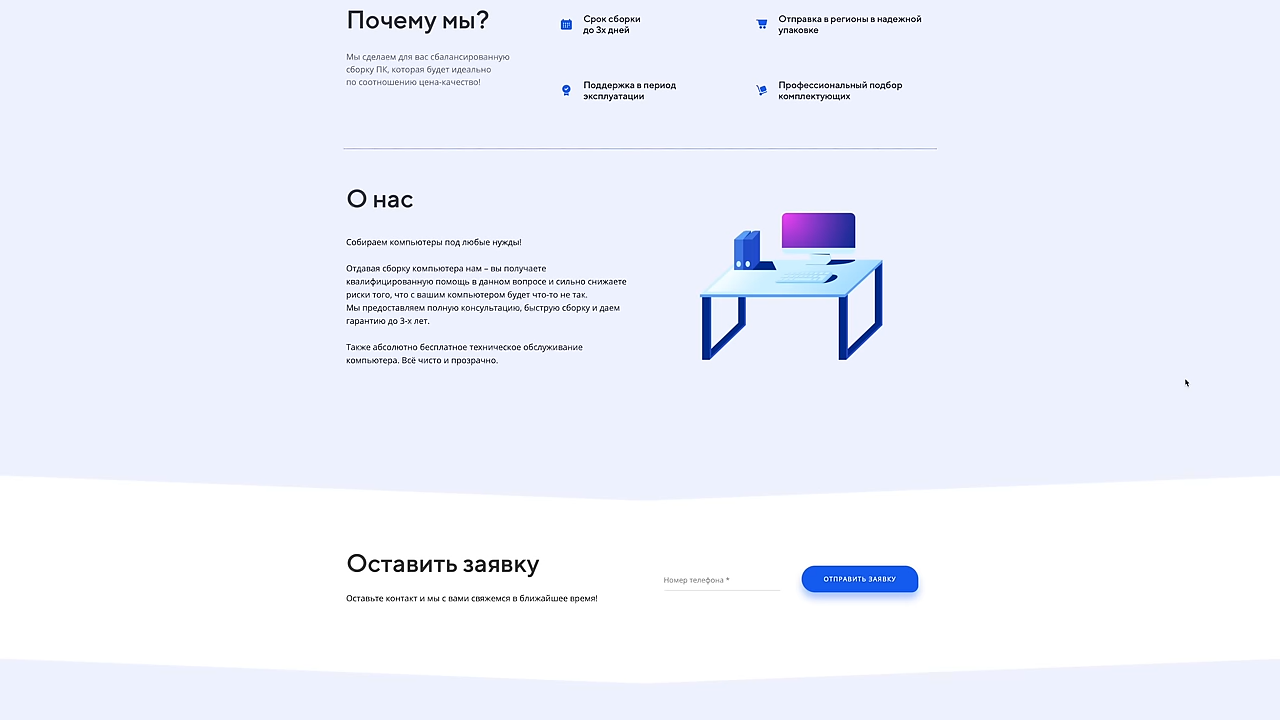 Почему мы?
Мы сделаем для вас сбалансированную
сборку ПК, которая будет идеально
по соотношению цена-качество!
Срок сборки
до 3х дней
Отправка в регионы в надежной
упаковке
Поддержка в период
эксплуатации
Профессиональный подбор
комплектующих
О нас
Собираем компьютеры под любые нужды!
Отдавая сборку компьютера нам – вы получаете
квалифицированную помощь в данном вопросе и сильно снижаете
риски того, что с вашим компьютером будет что-то не так.
Мы предоставляем полную консультацию, быструю сборку и даем
гарантию до 3-х лет.
Также абсолютно бесплатное техническое обслуживание
компьютера. Всё чисто и прозрачно.
Оставить заявку
Оставьте контакт и мы с вами свяжемся в ближайшее время!
Номер телефона *
ОТПРАВИТЬ ЗАЯВКУ